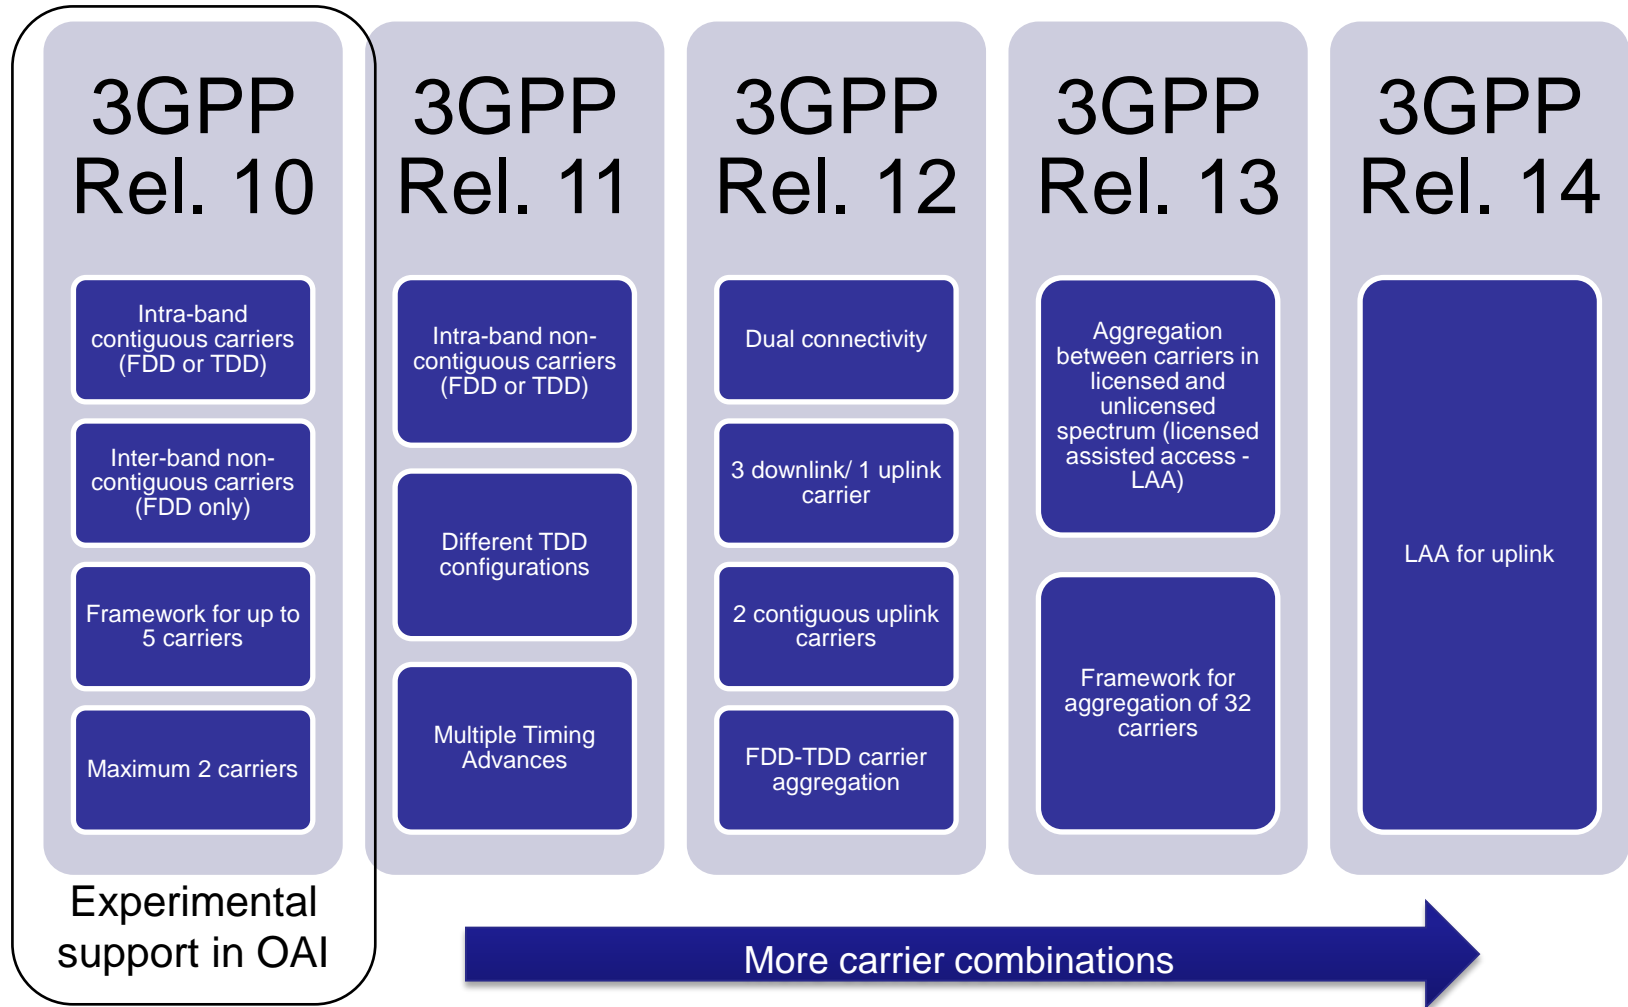 3GPP
Rel. 10
Intra-band
contiguous carriers
(FDD or TDD)
Inter-band non-
contiguous carriers
(FDD only)
Framework for up to
5 carriers
Maximum 2 carriers
Experimental
support in OAI
3GPP
Rel. 11
Intra-band non-
contiguous carriers
(FDD or TDD)
Different TDD
configurations
Multiple Timing
Advances
3GPP
Rel. 12
Dual connectivity
3 downlink/ 1 uplink
carrier
2 contiguous uplink
carriers
FDD-TDD carrier
aggregation
3GPP
Rel. 13
Aggregation
between carriers in
licensed and
unlicensed
spectrum (licensed
assisted access -
LAA)
Framework for
aggregation of 32
carriers
3GPP
Rel. 14
LAA for uplink
More carrier combinations